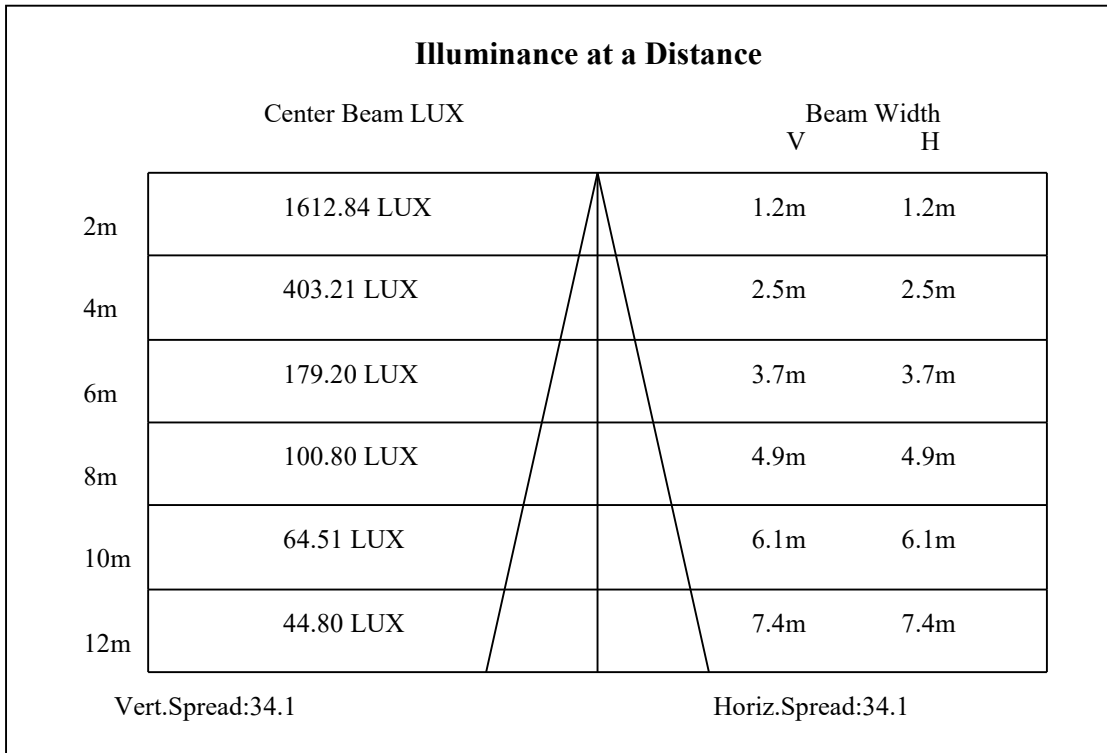 Illuminance at a Distance
Center Beam LUX Beam Width
V H
2m 1612.84 LUX 1.2m 1.2m
4m 403.21 LUX 2.5m 2.5m
6m 179.20 LUX 3.7m 3.7m
8m 100.80 LUX 4.9m 4.9m
10m 64.51 LUX 6.1m 6.1m
12m 44.80 LUX 7.4m 7.4m
Vert.Spread:34.1 Horiz.Spread:34.1